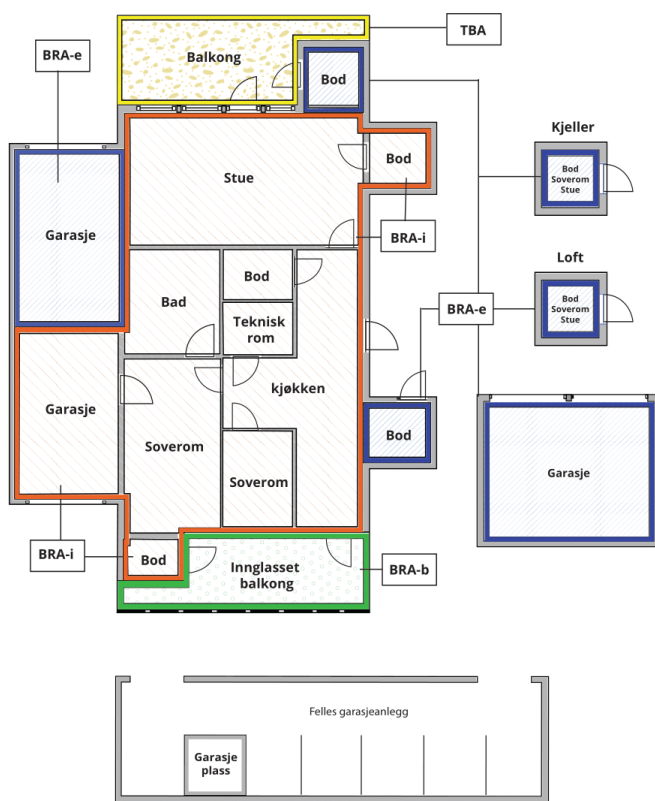 TBA
BRA-e
Balkong
Bod
Kjeller
Stue
Bod
Bod
Soverom
Stue
Garasje
BRA-i
Loft
Bod
Bad
BRA-e
Bod
Soverom
Stue
Teknisk
rom
kjøkken
Garasje
Soverom
Bod
Garasje
Soverom
BRA-i
Bod
Innglasset
balkong
BRA-b
Felles garasjeanlegg
Garasje
plass